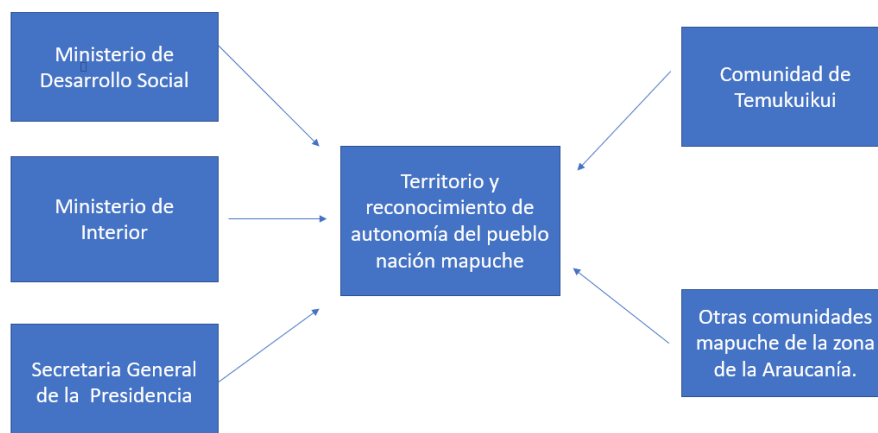 Ministerio de
Desarrollo Social
Ministerio de
Interior
Secretaria General
de la Presidencia
Territorio y
reconocimiento de
autonomía del pueblo
nación mapuche
Comunidad de
Temukuikui
Otras comunidades
mapuche de la zona
de la Araucanía.